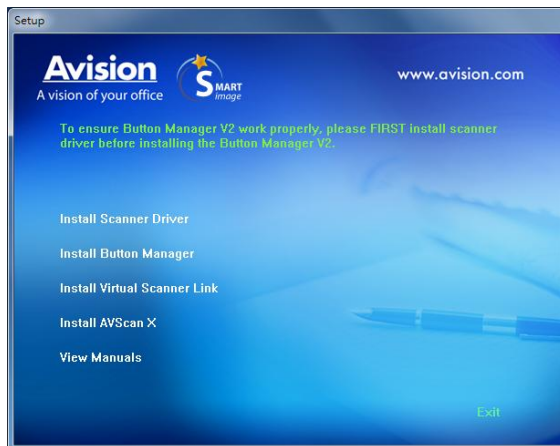 Setup
Avision
A vision of your office
SMART
image
www.avision.com
To ensure Button Manager V2 work properly, please FIRST install scanner
driver before installing the Button Manager V2.
Install Scanner Driver
Install Button Manager
Install Virtual Scanner Link
Install AVScan X
View Manuals
Exit